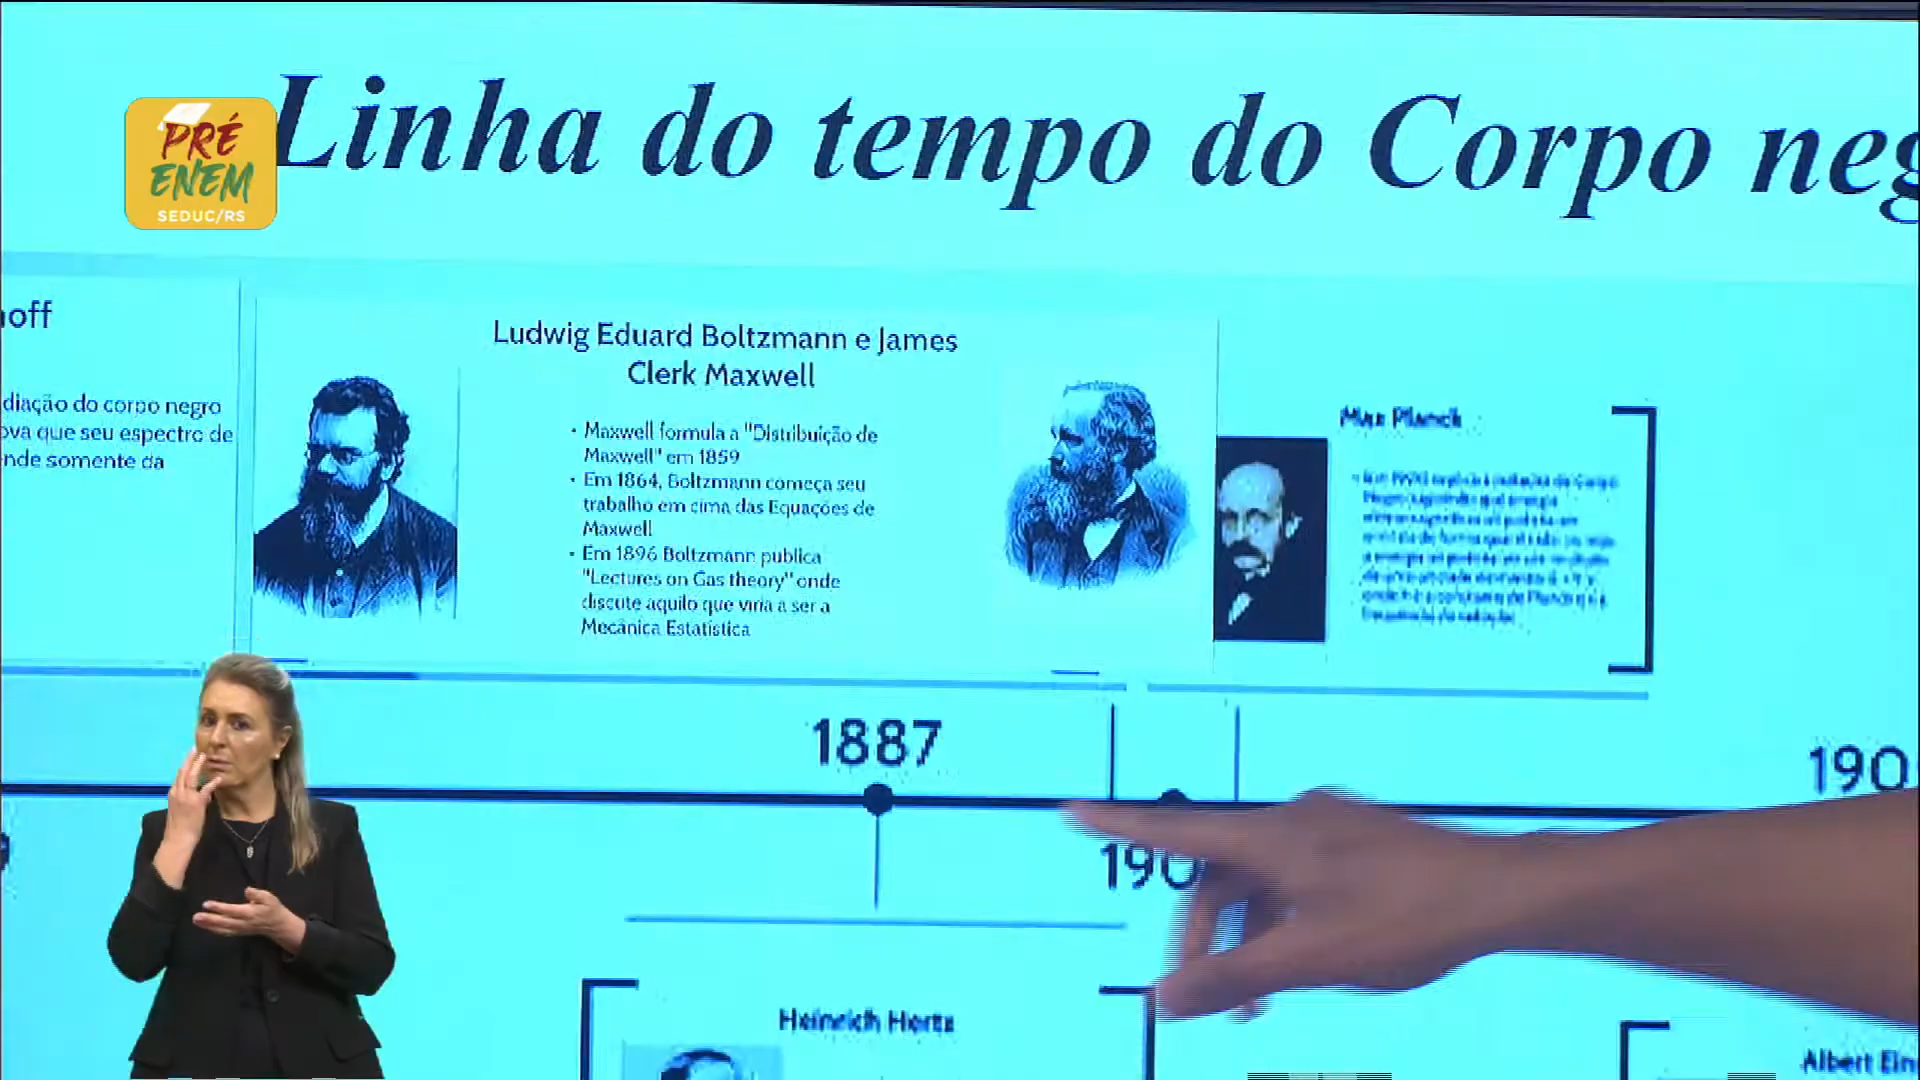 Linha do tempo do Corpo neg
PRÉ
ENEM
SEDUC/RS
off
diação do corpo negro
ova que seu espectro de
nde somente da
Ludwig Eduard Boltzmann e James
Clerk Maxwell
• Maxwell formula a "Distribuição de
Maxwell" em 1859
• Em 1864, Boltzmann começa seu
trabalho em cima das Equações de
Maxwell
• Em 1896 Boltzmann publica
"Lectures on Gas theory" onde
discute aquilo que viria a ser a
Mecânica Estatística
Max Planck
1887
190
190
Heinrich Hertz
Albert Ein